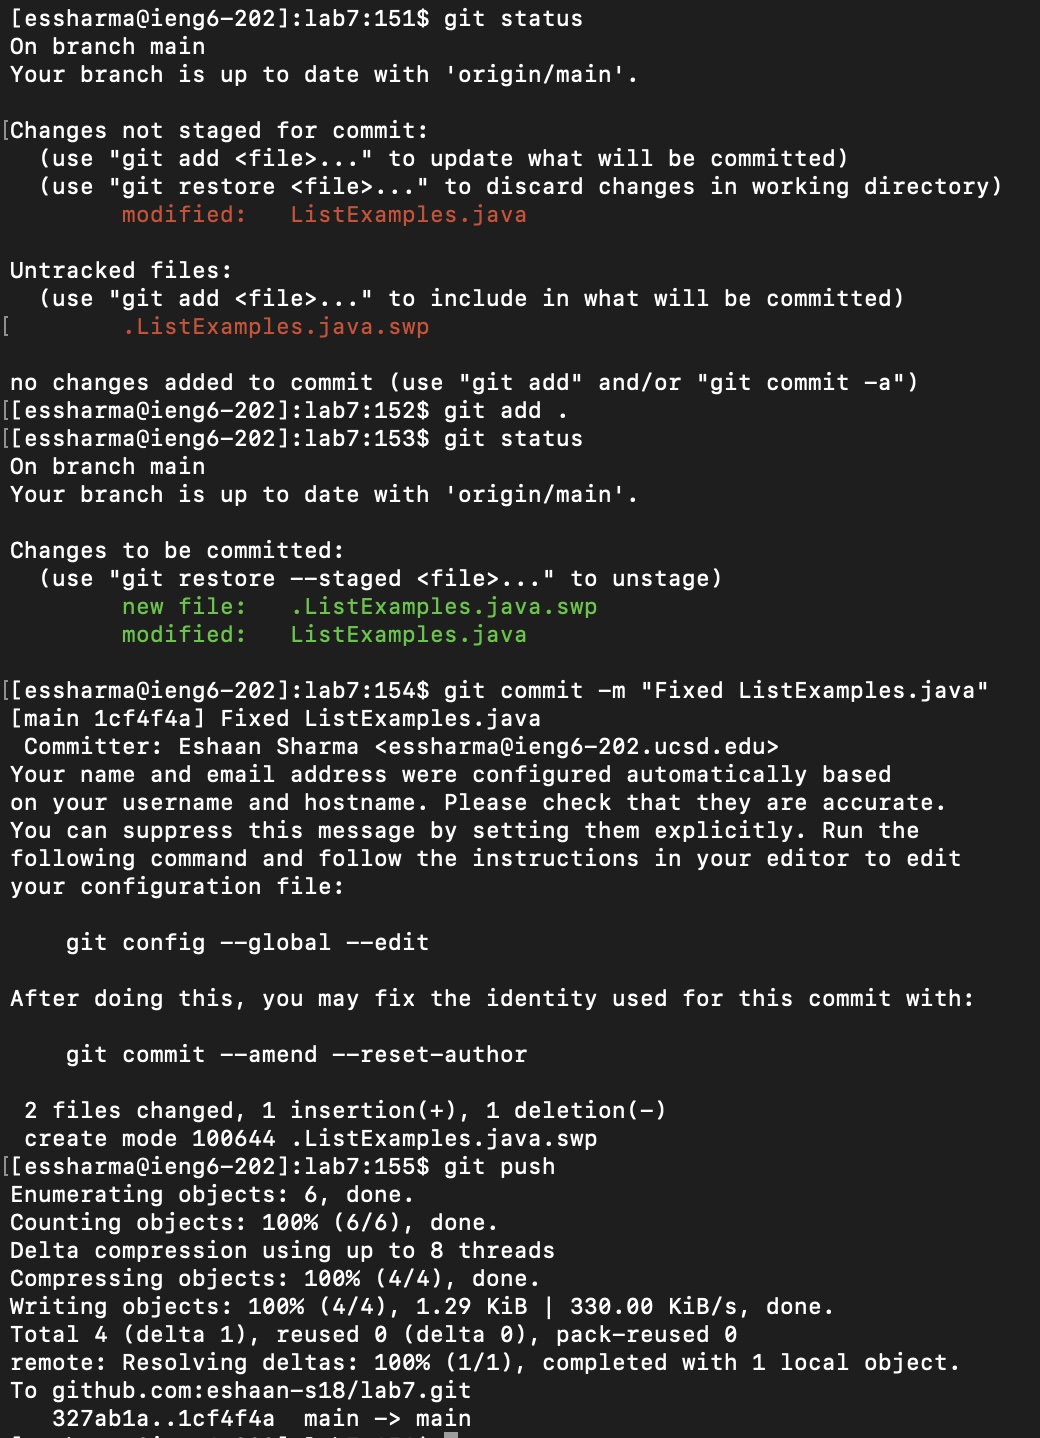 [essharma@ieng6-202]:lab7:151$ git status
On branch main
Your branch is up to date with 'origin/main'.
[Changes not staged for commit:
  (use "git add <file>..." to update what will be committed)
  (use "git restore <file>..." to discard changes in working directory)
        modified:   ListExamples.java
Untracked files:
  (use "git add <file>..." to include in what will be committed)
[       .ListExamples.java.swp
no changes added to commit (use "git add" and/or "git commit -a")
[[essharma@ieng6-202]:lab7:152$ git add .
[[essharma@ieng6-202]:lab7:153$ git status
On branch main
Your branch is up to date with 'origin/main'.
Changes to be committed:
  (use "git restore --staged <file>..." to unstage)
        new file:   .ListExamples.java.swp
        modified:   ListExamples.java
[[essharma@ieng6-202]:lab7:154$ git commit -m "Fixed ListExamples.java"
[main 1cf4f4a] Fixed ListExamples.java
 Committer: Eshaan Sharma <essharma@ieng6-202.ucsd.edu>
Your name and email address were configured automatically based
on your username and hostname. Please check that they are accurate.
You can suppress this message by setting them explicitly. Run the
following command and follow the instructions in your editor to edit
your configuration file:
    git config --global --edit
After doing this, you may fix the identity used for this commit with:
    git commit --amend --reset-author
 2 files changed, 1 insertion(+), 1 deletion(-)
 create mode 100644 .ListExamples.java.swp
[[essharma@ieng6-202]:lab7:155$ git push
Enumerating objects: 6, done.
Counting objects: 100% (6/6), done.
Delta compression using up to 8 threads
Compressing objects: 100% (4/4), done.
Writing objects: 100% (4/4), 1.29 KiB | 330.00 KiB/s, done.
Total 4 (delta 1), reused 0 (delta 0), pack-reused 0
remote: Resolving deltas: 100% (1/1), completed with 1 local object.
To github.com:eshaan-s18/lab7.git
   327ab1a..1cf4f4a  main -> main